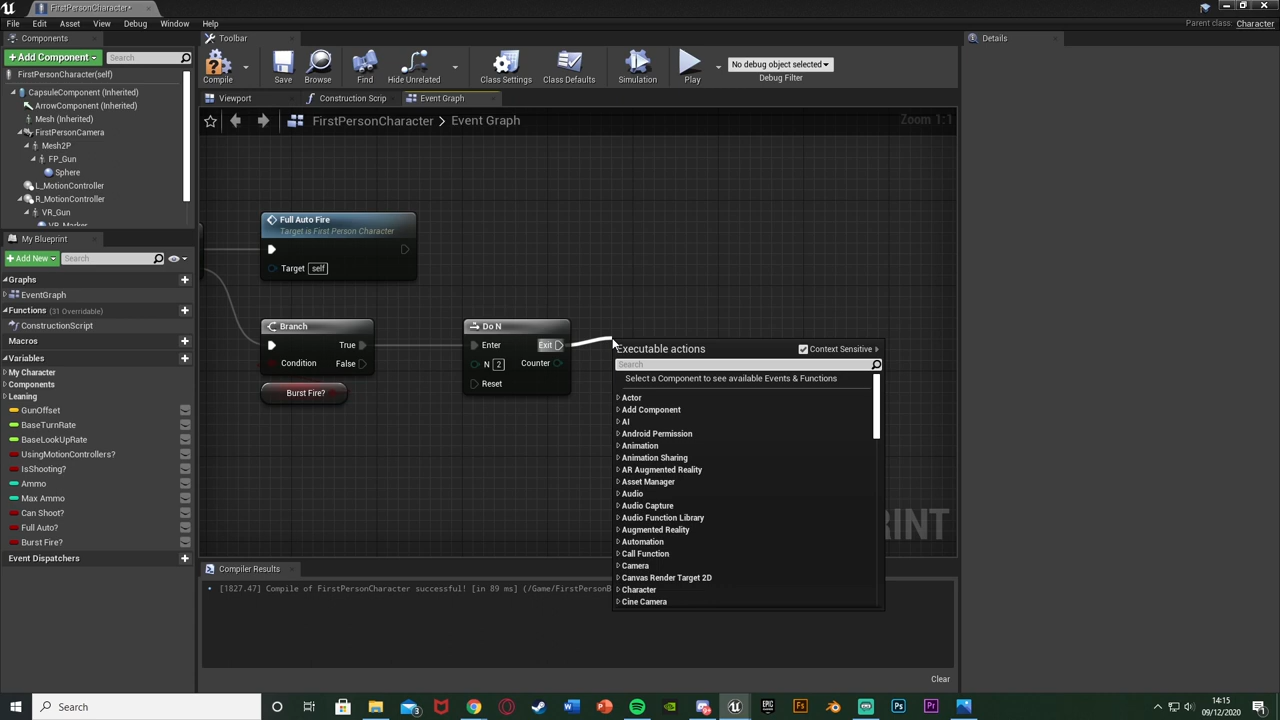 FirstPersonCharacter*
File Edit Asset View Debug Window Help
Parent class: Character
Components
Toolbar
Details
+Add Component
Search
FirstPersonCharacter(self)
CapsuleComponent (Inherited)
ArrowComponent (Inherited)
Mesh (Inherited)
FirstPersonCamera
Mesh2P
FP_Gun
Sphere
L_MotionController
R_MotionController
VR_Gun
Compile
Save
Browse
Find
Hide Unrelated
Class Settings
Class Defaults
Simulation
Play
No debug object selected
Debug Filter
Viewport
Construction Scrip
Event Graph
FirstPersonCharacter > Event Graph
Zoom 1:1
My Blueprint
+Add New
Search
Graphs
EventGraph
Functions (31 Overridable)
ConstructionScript
Macros
Variables
My Character
Components
Leaning
GunOffset
BaseTurnRate
BaseLookUpRate
UsingMotionControllers?
IsShooting?
Ammo
Max Ammo
Can Shoot?
Full Auto?
Burst Fire?
Event Dispatchers
Full Auto Fire
Target is First Person Character
Target self
Branch
True
Condition False
Burst Fire?
Do N
Enter Exit
N 2 Counter
Reset
Executable actions
Context Sensitive
Search
Select a Component to see available Events & Functions
Actor
Add Component
AI
Android Permission
Animation
Animation Sharing
AR Augmented Reality
Asset Manager
Audio
Audio Capture
Audio Function Library
Augmented Reality
Automation
Call Function
Camera
Canvas Render Target 2D
Character
Cine Camera
RINT
Compiler Results
[1827.47] Compile of FirstPersonCharacter successful! [in 89 ms] (/Game/FirstPersonB
Clear
Search
14:15
09/12/2020